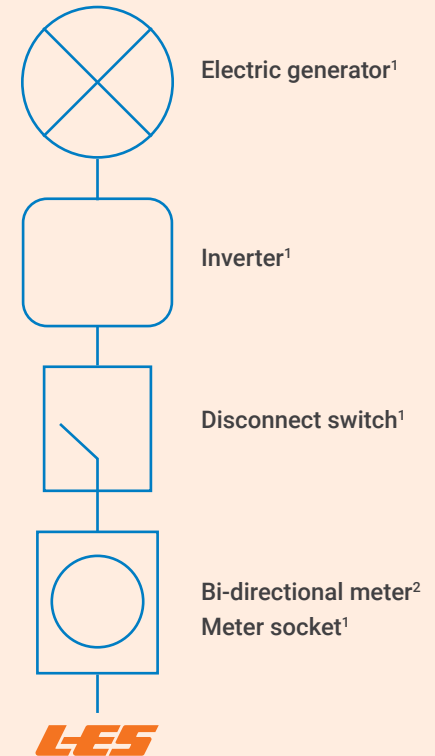 Electric generator¹
Inverter¹
Disconnect switch¹
Bi-directional meter²
Meter socket¹
LES